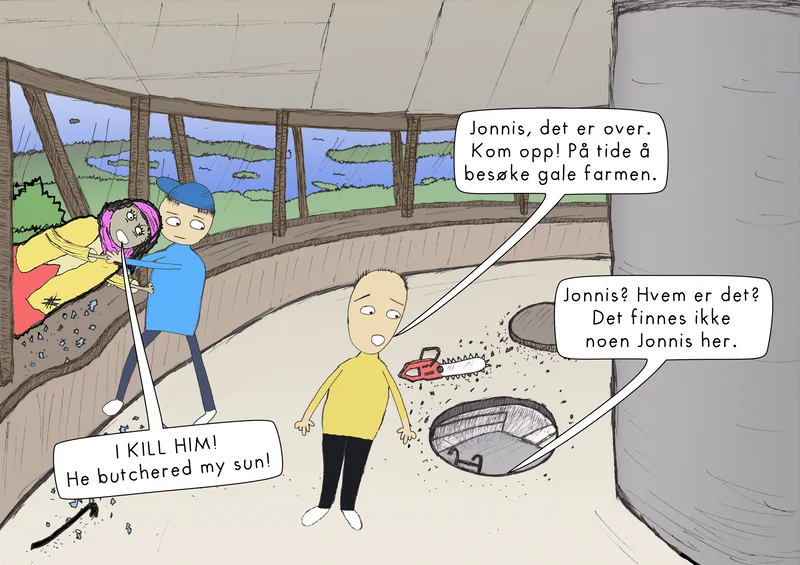 Jonnis, det er over.
Kom opp! På tide å
besøke gale farmen.
Jonnis? Hvem er det?
Det finnes ikke
noen Jonnis her.
I KILL HIM!
He butchered my sun!